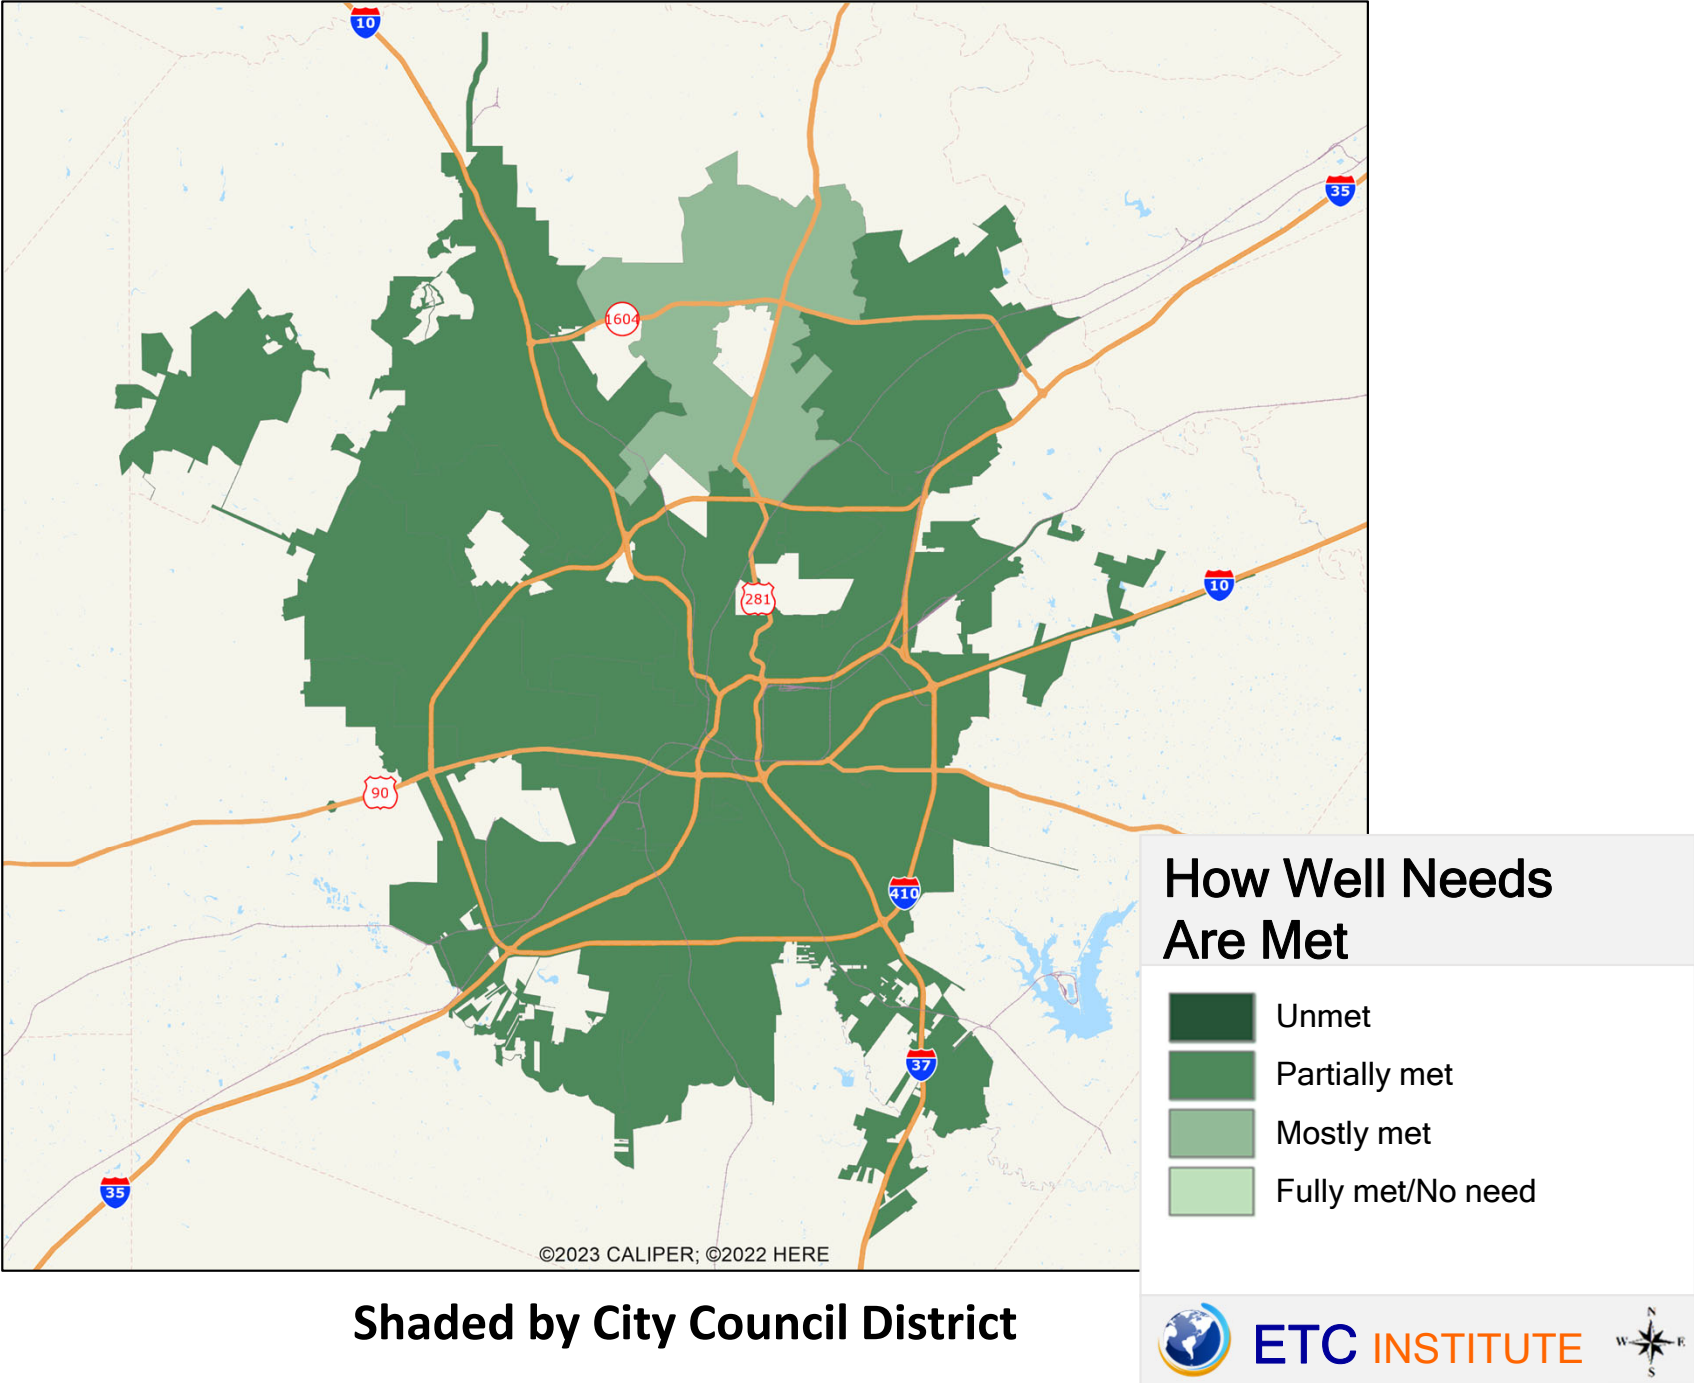 10
35
1604
281
10
90
410
37
35
©2023 CALIPER; ©2022 HERE
How Well Needs
Are Met
Unmet
Partially met
Mostly met
Fully met/No need
Shaded by City Council District
ETC INSTITUTE
N
W E
S